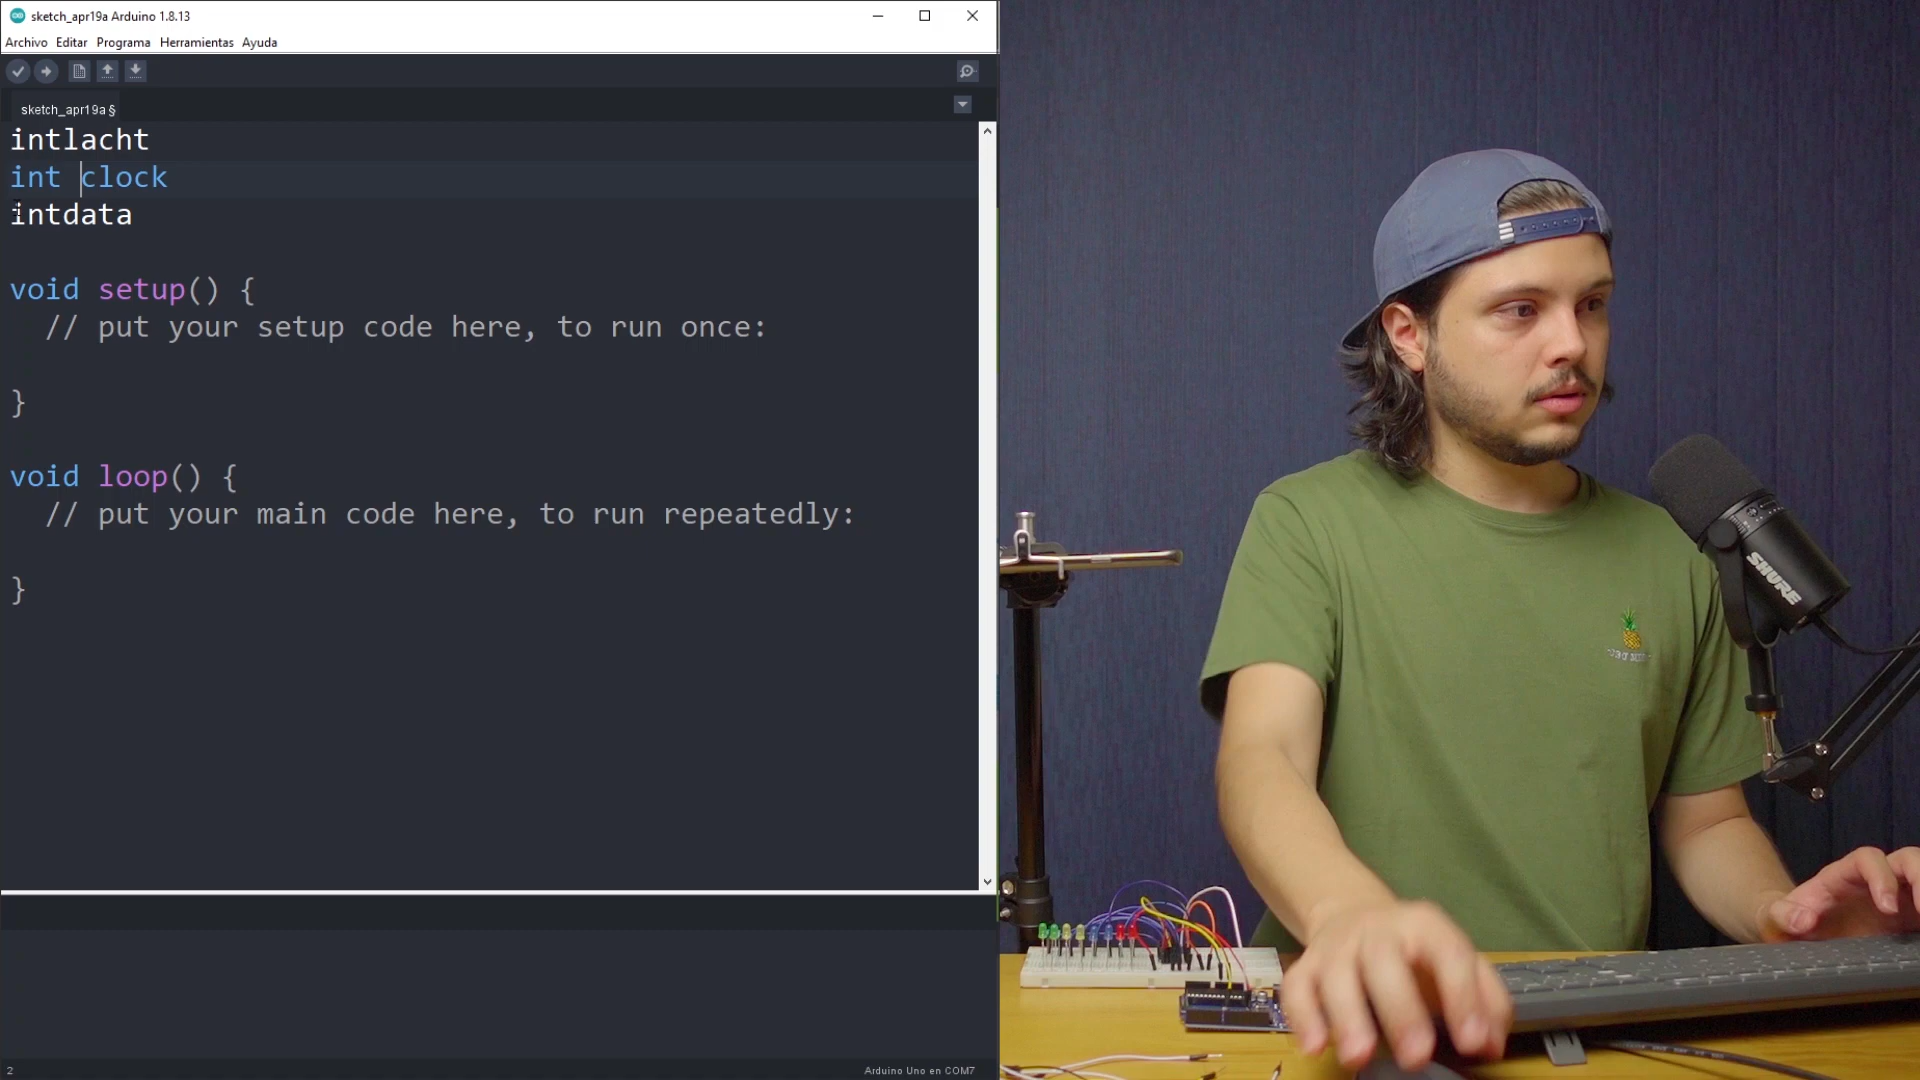 sketch_apr19a Arduino 1.8.13
Archivo Editar Programa Herramientas Ayuda
sketch_apr19a §
intlacht
int clock
intdata
void setup() {
// put your setup code here, to run once:
}
void loop() {
// put your main code here, to run repeatedly:
}
2
Arduino Uno en COM7
SHURE